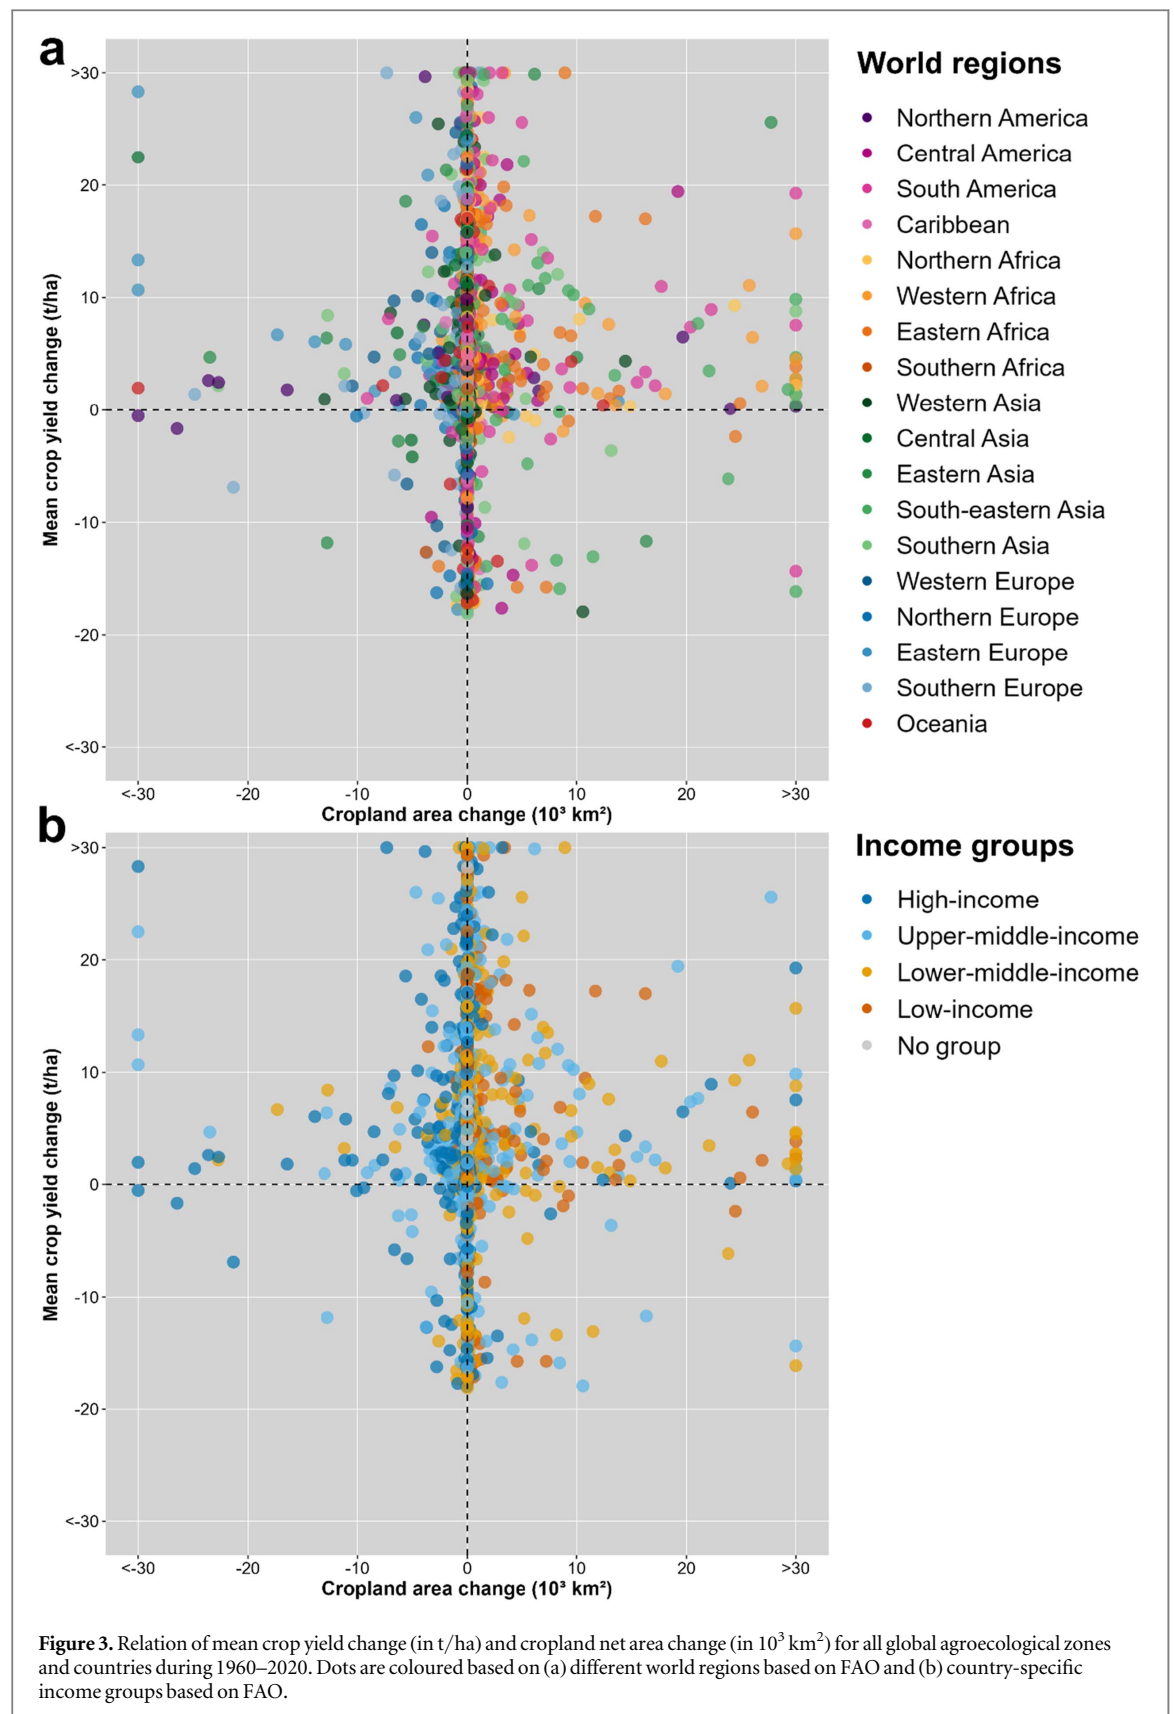 a
World regions
>30
20
10
0
-10
-20
<-30
Mean crop yield change (t/ha)
<-30
-20
-10
0
10
20
>30
Cropland area change (10³ km²)
Northern America
Central America
South America
Caribbean
Northern Africa
Western Africa
Eastern Africa
Southern Africa
Western Asia
Central Asia
Eastern Asia
South-eastern Asia
Southern Asia
Western Europe
Northern Europe
Eastern Europe
Southern Europe
Oceania
b
Income groups
>30
20
10
0
-10
-20
<-30
Mean crop yield change (t/ha)
<-30
-20
-10
0
10
20
>30
Cropland area change (10³ km²)
High-income
Upper-middle-income
Lower-middle-income
Low-income
No group
Figure 3. Relation of mean crop yield change (in t/ha) and cropland net area change (in 10³ km²) for all global agroecological zones
and countries during 1960–2020. Dots are coloured based on (a) different world regions based on FAO and (b) country-specific
income groups based on FAO.